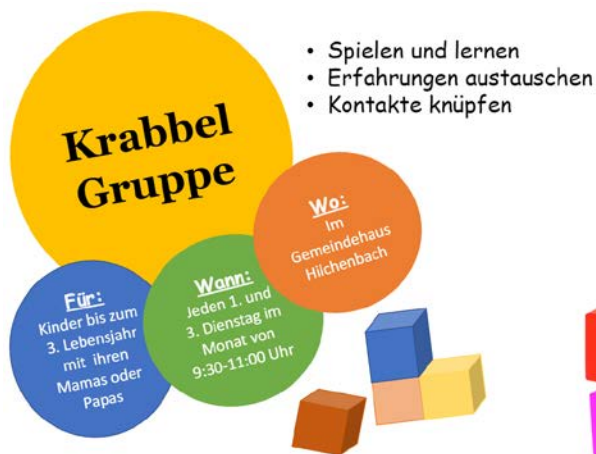 Krabbel
Gruppe
• Spielen und lernen
• Erfahrungen austauschen
• Kontakte knüpfen
Für:
Kinder bis zum
3. Lebensjahr
mit ihren
Mamas oder
Papas
Wann:
Jeden 1. und
3. Dienstag im
Monat von
9:30-11:00 Uhr
Wo:
Im
Gemeindehaus
Hilchenbach